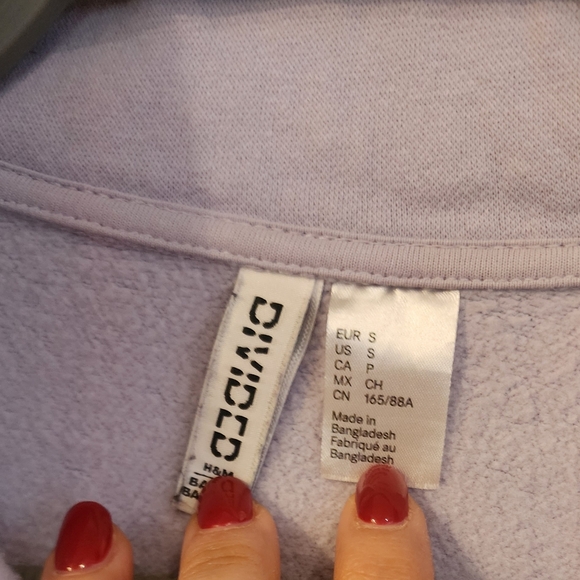 DIVIDED
H&M
EUR S
US S
CA P
MX CH
CN 165/88A
Made in
Bangladesh
Fabriqué au
Bangladesh